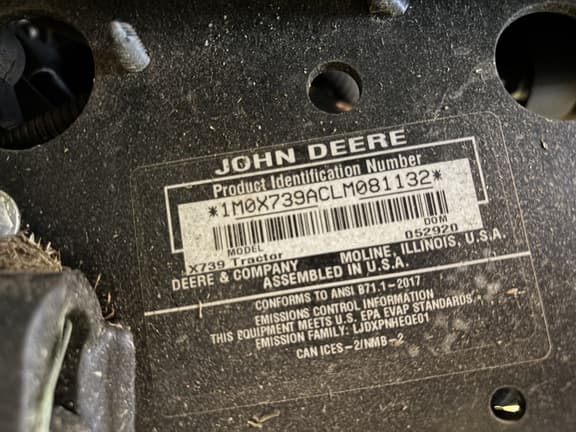 JOHN DEERE
Product Identification Number
*1M0X739ACLM081132*
MODEL DOM
X739 Tractor 052920
DEERE & COMPANY MOLINE, ILLINOIS, U.S.A.
ASSEMBLED IN U.S.A.
CONFORMS TO ANSI B71.1-2017
EMISSIONS CONTROL INFORMATION
THIS EQUIPMENT MEETS U.S. EPA EVAP STANDARDS
EMISSION FAMILY: LJDXPNHEQE01
CAN ICES-2/NMB-2